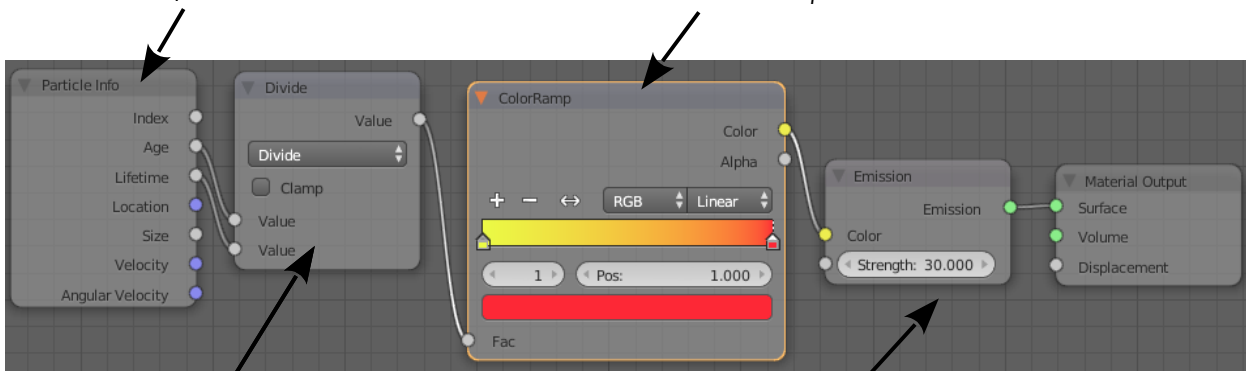 Particle Info
Index
Age
Lifetime
Location
Size
Velocity
Angular Velocity
Divide
Value
Divide
Clamp
Value
Value
ColorRamp
Color
Alpha
RGB
Linear
1
Pos: 1.000
Fac
Emission
Emission
Color
Strength: 30.000
Material Output
Surface
Volume
Displacement